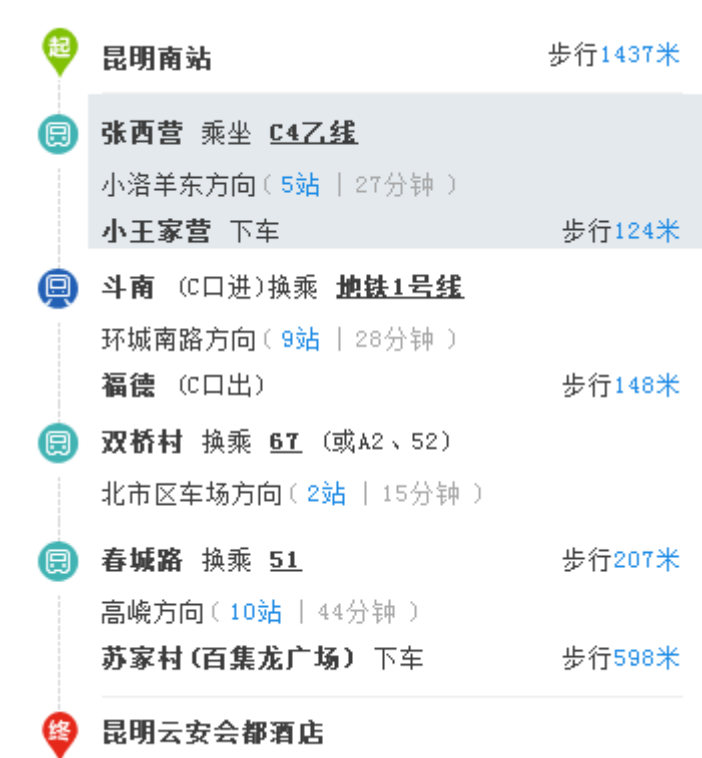 起 昆明南站 步行1437米
张西营 乘坐 C4乙线
小洛羊东方向(5站 | 27分钟)
小王家营 下车 步行124米
斗南 (C口进)换乘 地铁1号线
环城南路方向(9站 | 28分钟)
福德 (C口出) 步行148米
双桥村 换乘 67 (或A2、52)
北市区车场方向(2站 | 15分钟)
春城路 换乘 51 步行207米
高峣方向(10站 | 44分钟)
苏家村(百集龙广场) 下车 步行598米
终 昆明云安会都酒店